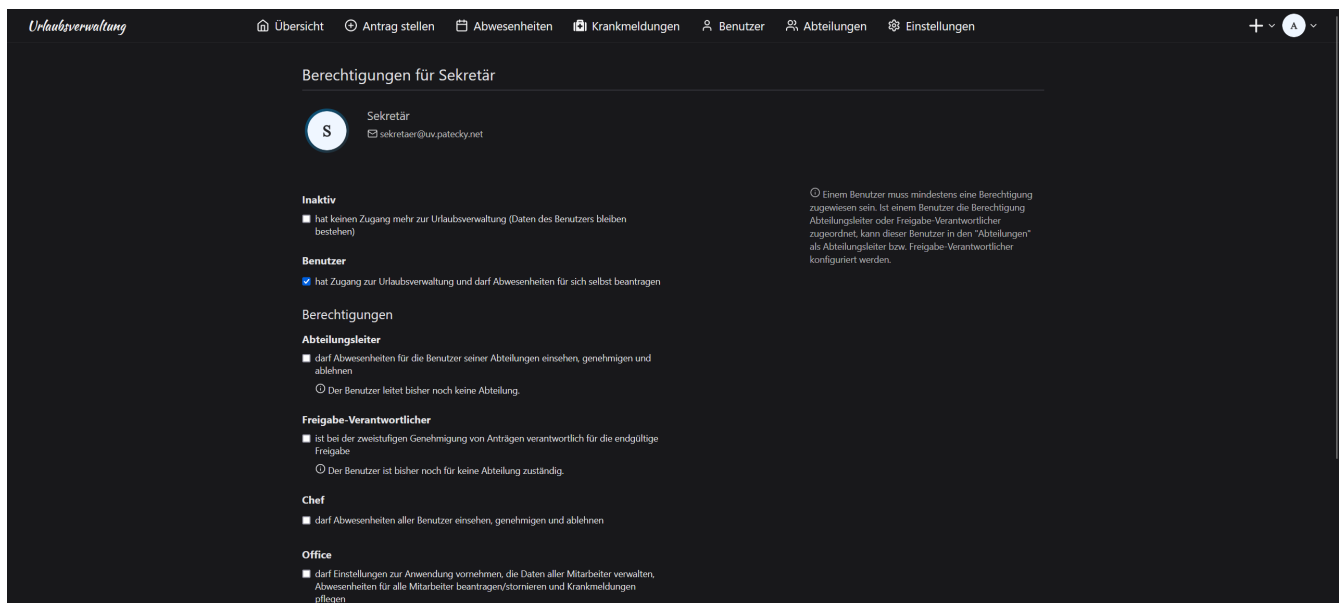 Urlaubsverwaltung
Übersicht
Antrag stellen
Abwesenheiten
Krankmeldungen
Benutzer
Abteilungen
Einstellungen
A
Berechtigungen für Sekretär
S
Sekretär
sekretaer@uv.patecky.net
Inaktiv
hat keinen Zugang mehr zur Urlaubsverwaltung (Daten des Benutzers bleiben
bestehen)
Benutzer
hat Zugang zur Urlaubsverwaltung und darf Abwesenheiten für sich selbst beantragen
Berechtigungen
Abteilungsleiter
darf Abwesenheiten für die Benutzer seiner Abteilungen einsehen, genehmigen und
ablehnen
Der Benutzer leitet bisher noch keine Abteilung.
Freigabe-Verantwortlicher
ist bei der zweistufigen Genehmigung von Anträgen verantwortlich für die endgültige
Freigabe
Der Benutzer ist bisher noch für keine Abteilung zuständig.
Chef
darf Abwesenheiten aller Benutzer einsehen, genehmigen und ablehnen
Office
darf Einstellungen zur Anwendung vornehmen, die Daten aller Mitarbeiter verwalten,
Abwesenheiten für alle Mitarbeiter beantragen/stornieren und Krankmeldungen
pflegen
Einem Benutzer muss mindestens eine Berechtigung
zugewiesen sein. Ist einem Benutzer die Berechtigung
Abteilungsleiter oder Freigabe-Verantwortlicher
zugeordnet, kann dieser Benutzer in den "Abteilungen"
als Abteilungsleiter bzw. Freigabe-Verantwortlicher
konfiguriert werden.